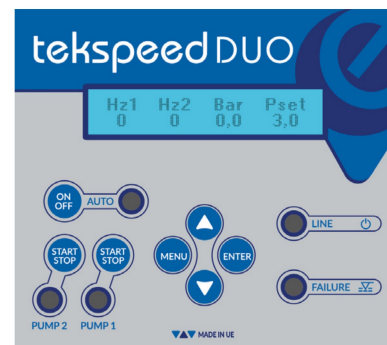 tekspeed DUO
Hz1 Hz2 Bar Pset
0 0 0,0 3,0
ON
OFF
AUTO
START
STOP
START
STOP
MENU
ENTER
LINE
FAILURE
PUMP 2 PUMP 1
MADE IN UE